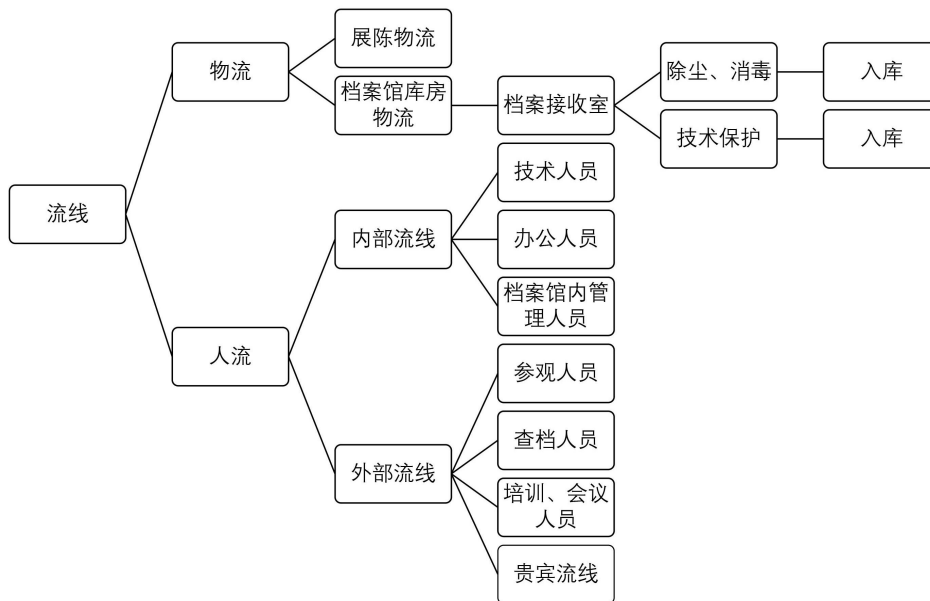 流线
物流
展陈物流
档案馆库房
物流
档案接收室
除尘、消毒
入库
技术保护
入库
人流
内部流线
技术人员
办公人员
档案馆内管
理人员
外部流线
参观人员
查档人员
培训、会议
人员
贵宾流线